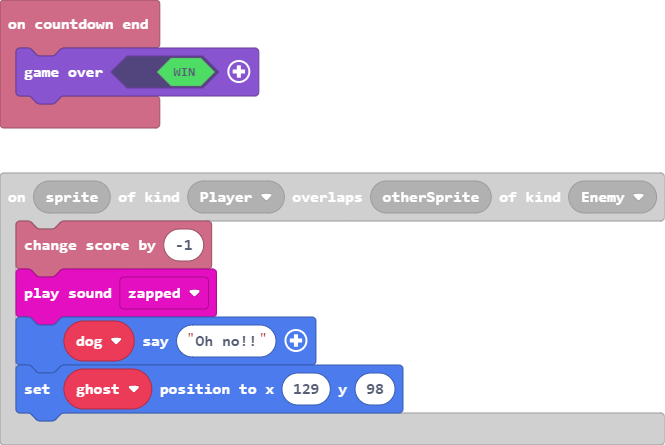 on countdown end
game over WIN
on sprite of kind Player overlaps otherSprite of kind Enemy
change score by -1
play sound zapped
dog say "Oh no!!"
set ghost position to x 129 y 98